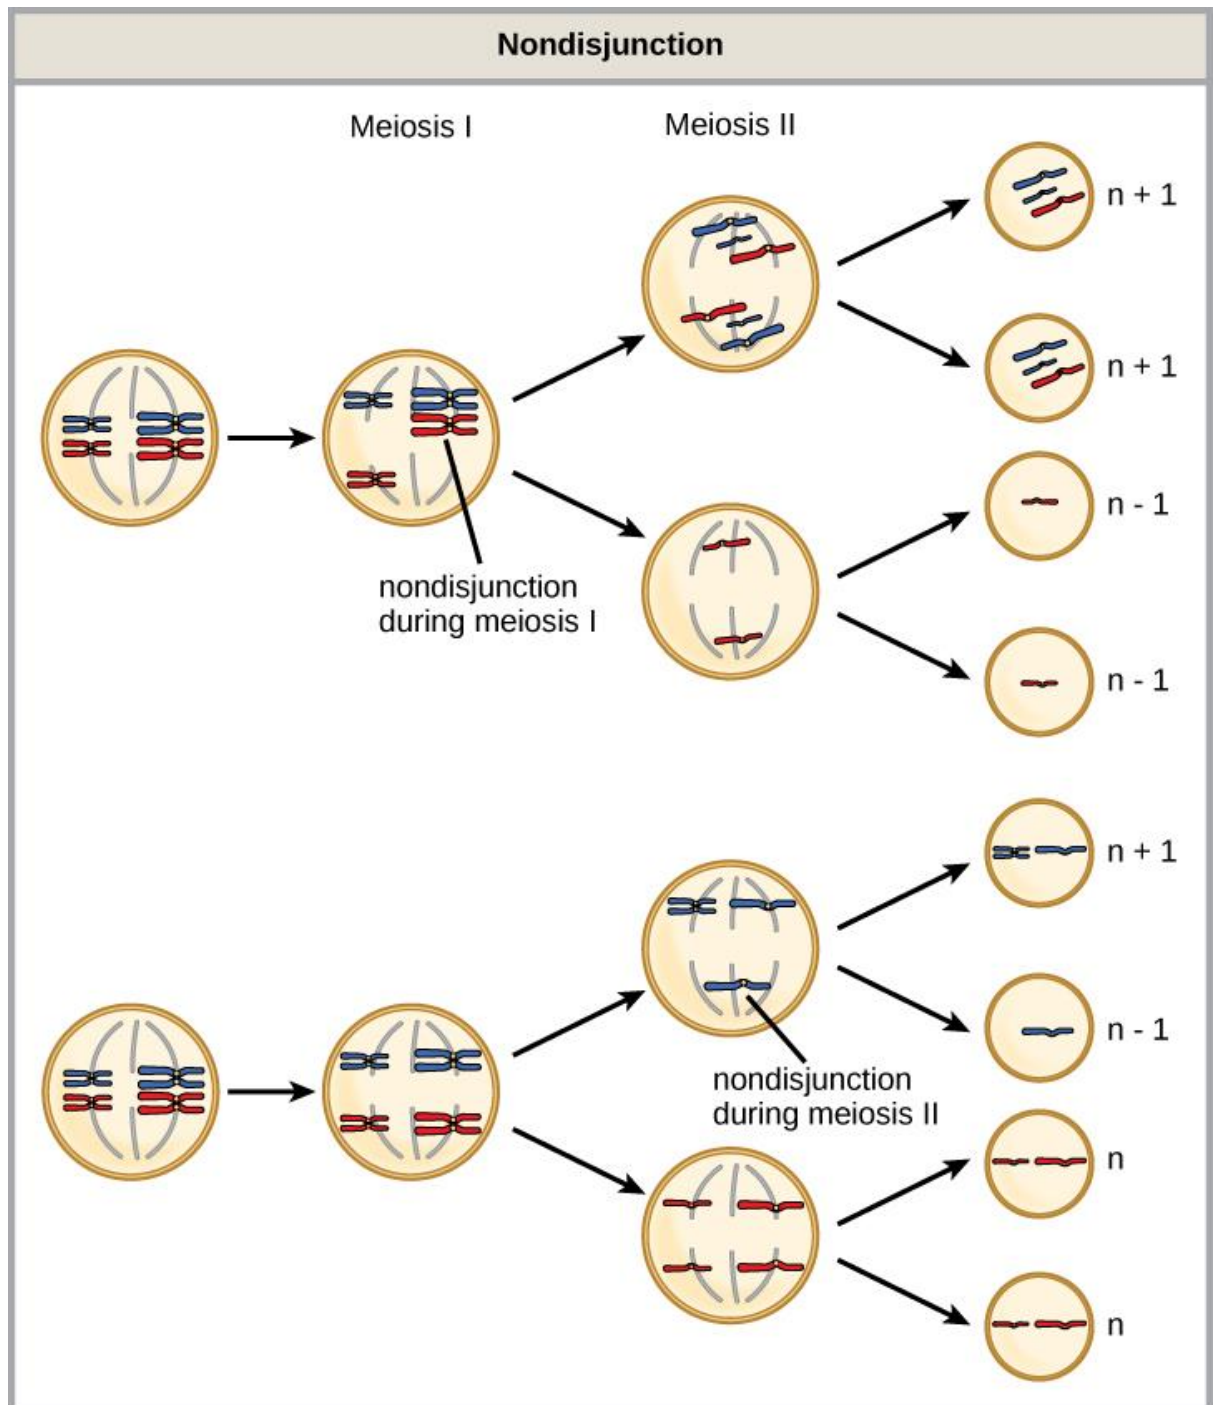 Nondisjunction
Meiosis I
Meiosis II
n + 1
n + 1
n - 1
n - 1
nondisjunction
during meiosis I
n + 1
n - 1
n
n
nondisjunction
during meiosis II